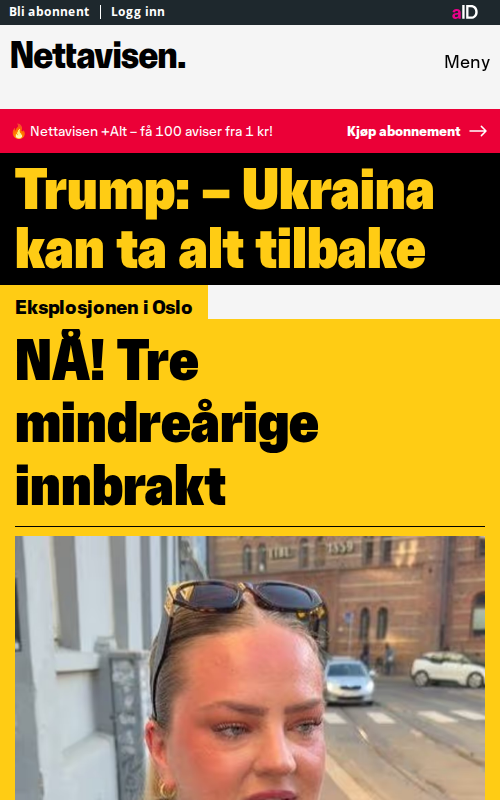 Bli abonnent
Logg inn
aID
Nettavisen.
Meny
🔥 Nettavisen +Alt – få 100 aviser fra 1 kr!
Kjøp abonnement →
Trump: – Ukraina
kan ta alt tilbake
Eksplosjonen i Oslo
NÅ! Tre
mindreårige
innbrakt